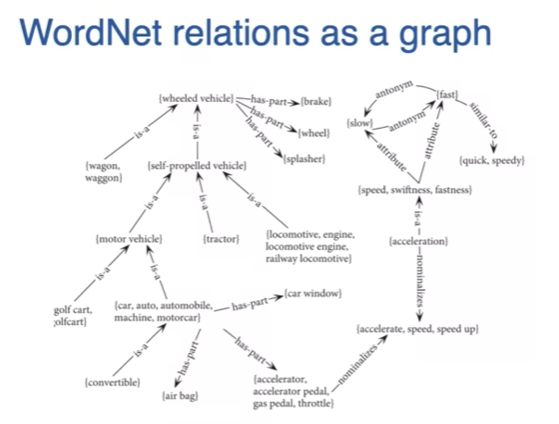 WordNet relations as a graph
{wheeled vehicle}
has-part
{brake}
has-part
{wheel}
has-part
{splasher}
is-a
is-a
{wagon,
waggon}
{self-propelled vehicle}
antonym
{fast}
{slow}
antonym
similar-to
attribute
attribute
{quick, speedy}
{speed, swiftness, fastness}
is-a
is-a
is-a
{motor vehicle}
{tractor}
{locomotive, engine,
locomotive engine,
railway locomotive}
is-a
{acceleration}
is-a
is-a
nominalizes
golf cart,
golfcart}
{car, auto, automobile,
machine, motorcar}
has-part
{car window}
{accelerate, speed, speed up}
is-a
has-part
has-part
nominalizes
{convertible}
{air bag}
{accelerator,
accelerator pedal,
gas pedal, throttle}